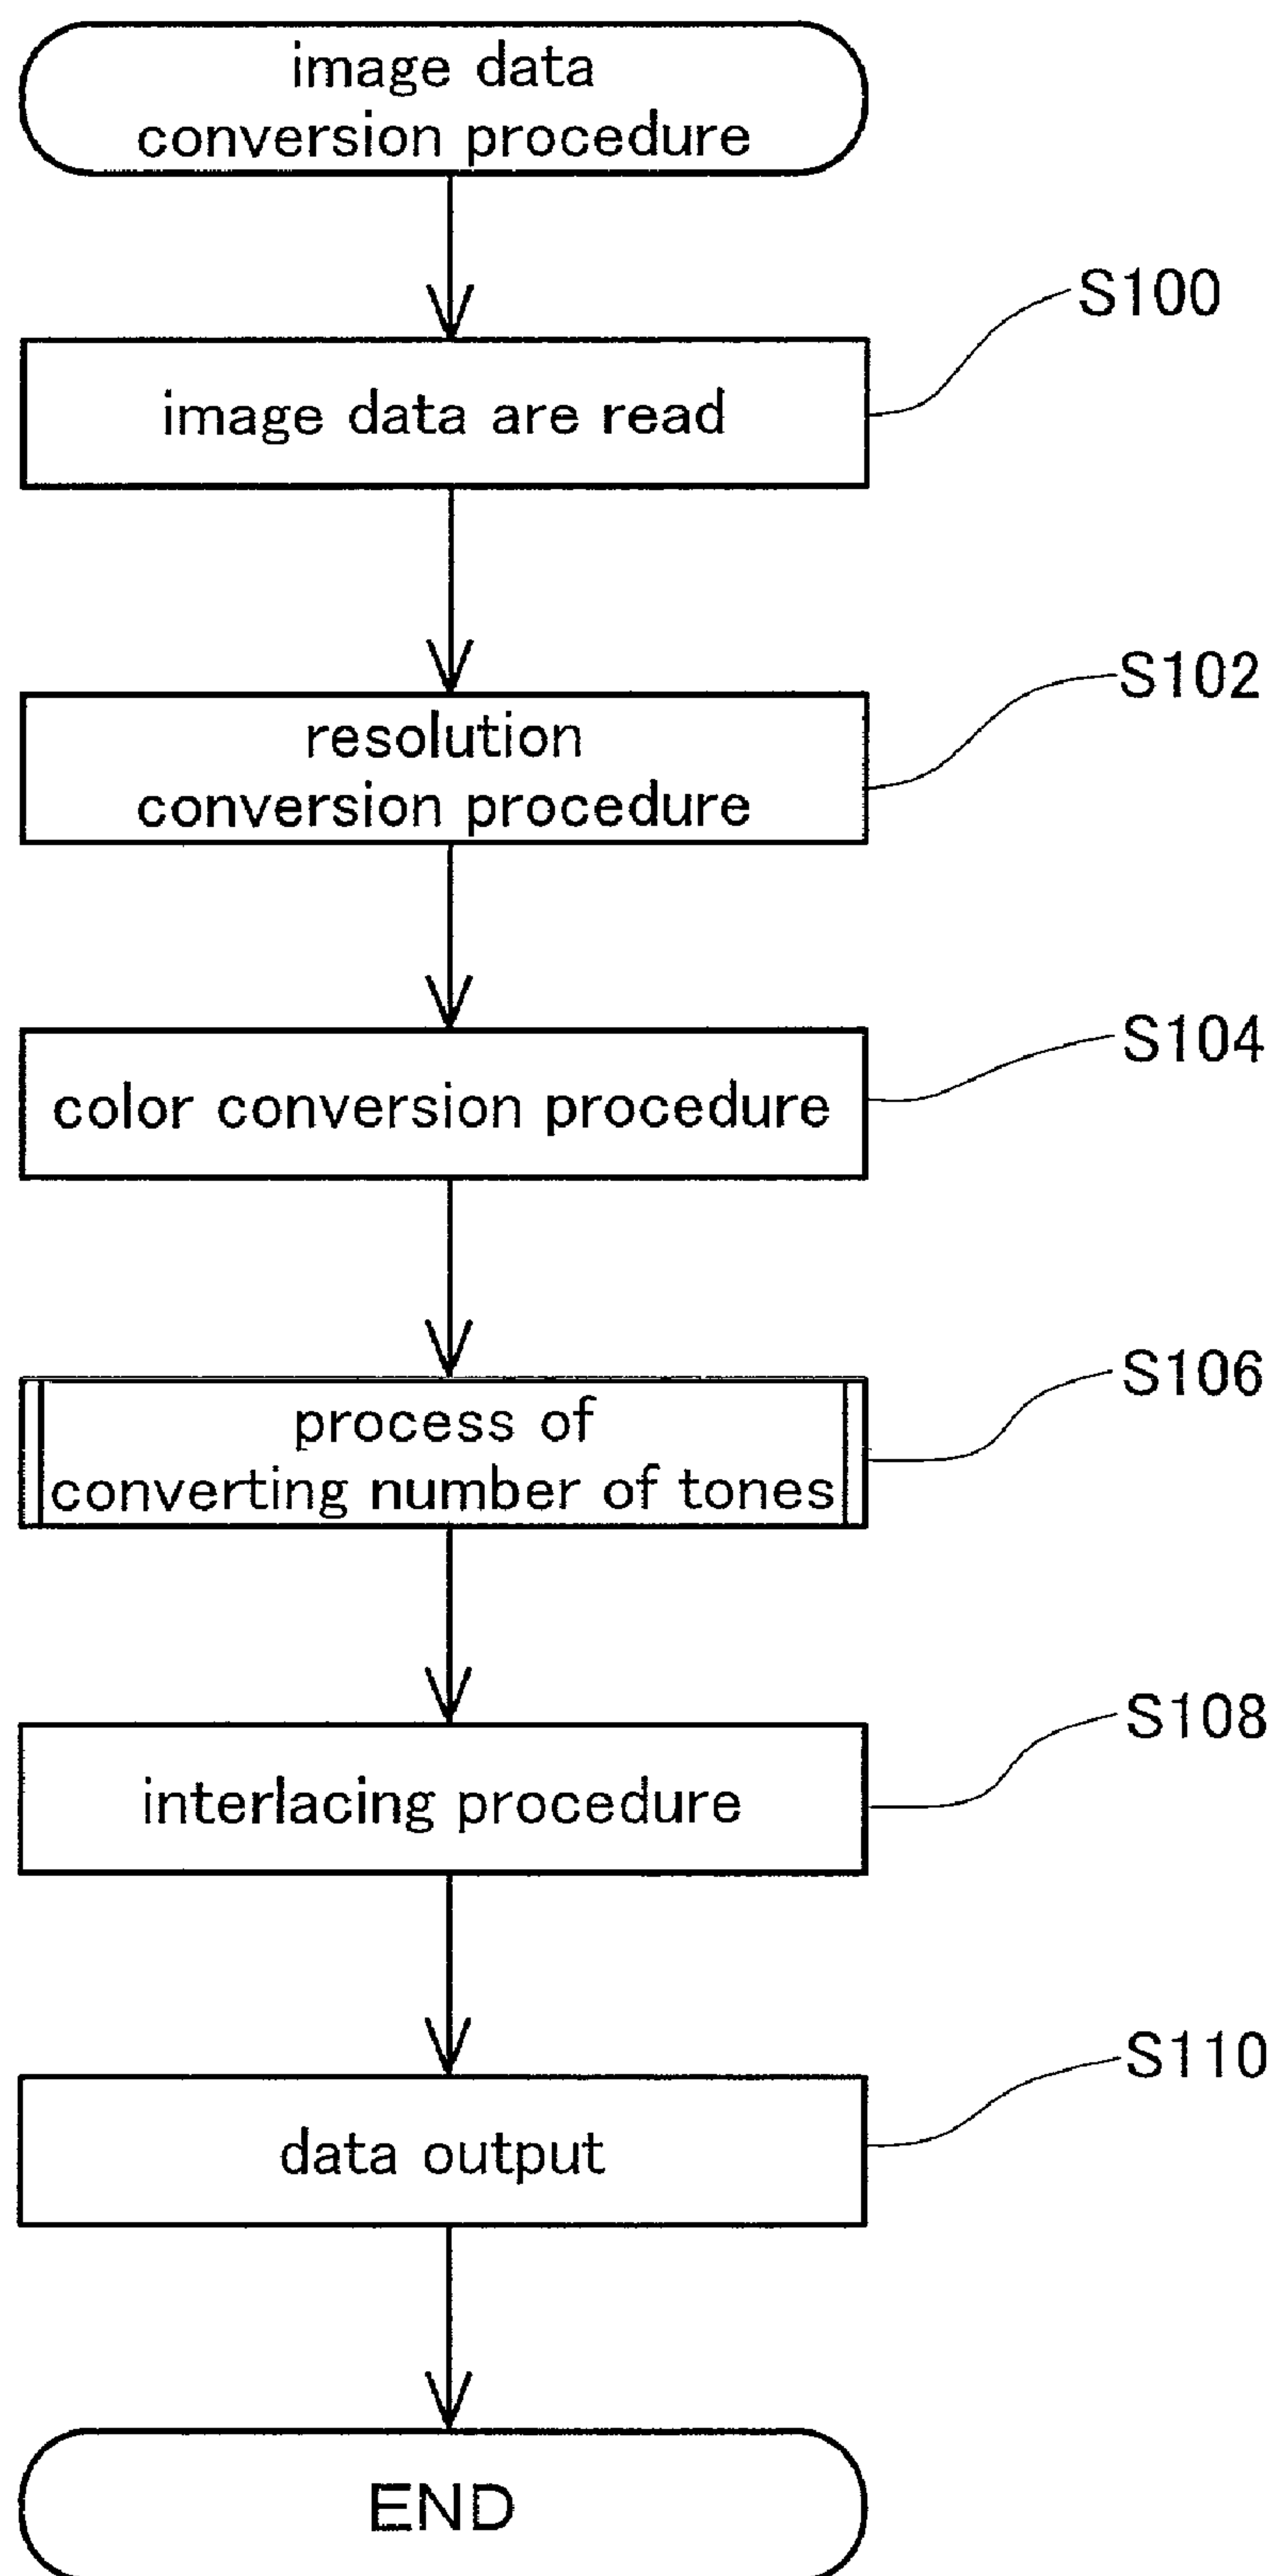 image data
conversion procedure
S100
image data are read
S102
resolution
conversion procedure
S104
color conversion procedure
S106
process of
converting number of tones
S108
interlacing procedure
S110
data output
END